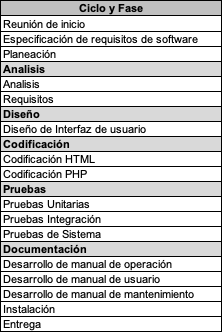 Ciclo y Fase
Reunión de inicio
Especificación de requisitos de software
Planeación
Analisis
Analisis
Requisitos
Diseño
Diseño de Interfaz de usuario
Codificación
Codificación HTML
Codificación PHP
Pruebas
Pruebas Unitarias
Pruebas Integración
Pruebas de Sistema
Documentación
Desarrollo de manual de operación
Desarrollo de manual de usuario
Desarrollo de manual de mantenimiento
Instalación
Entrega